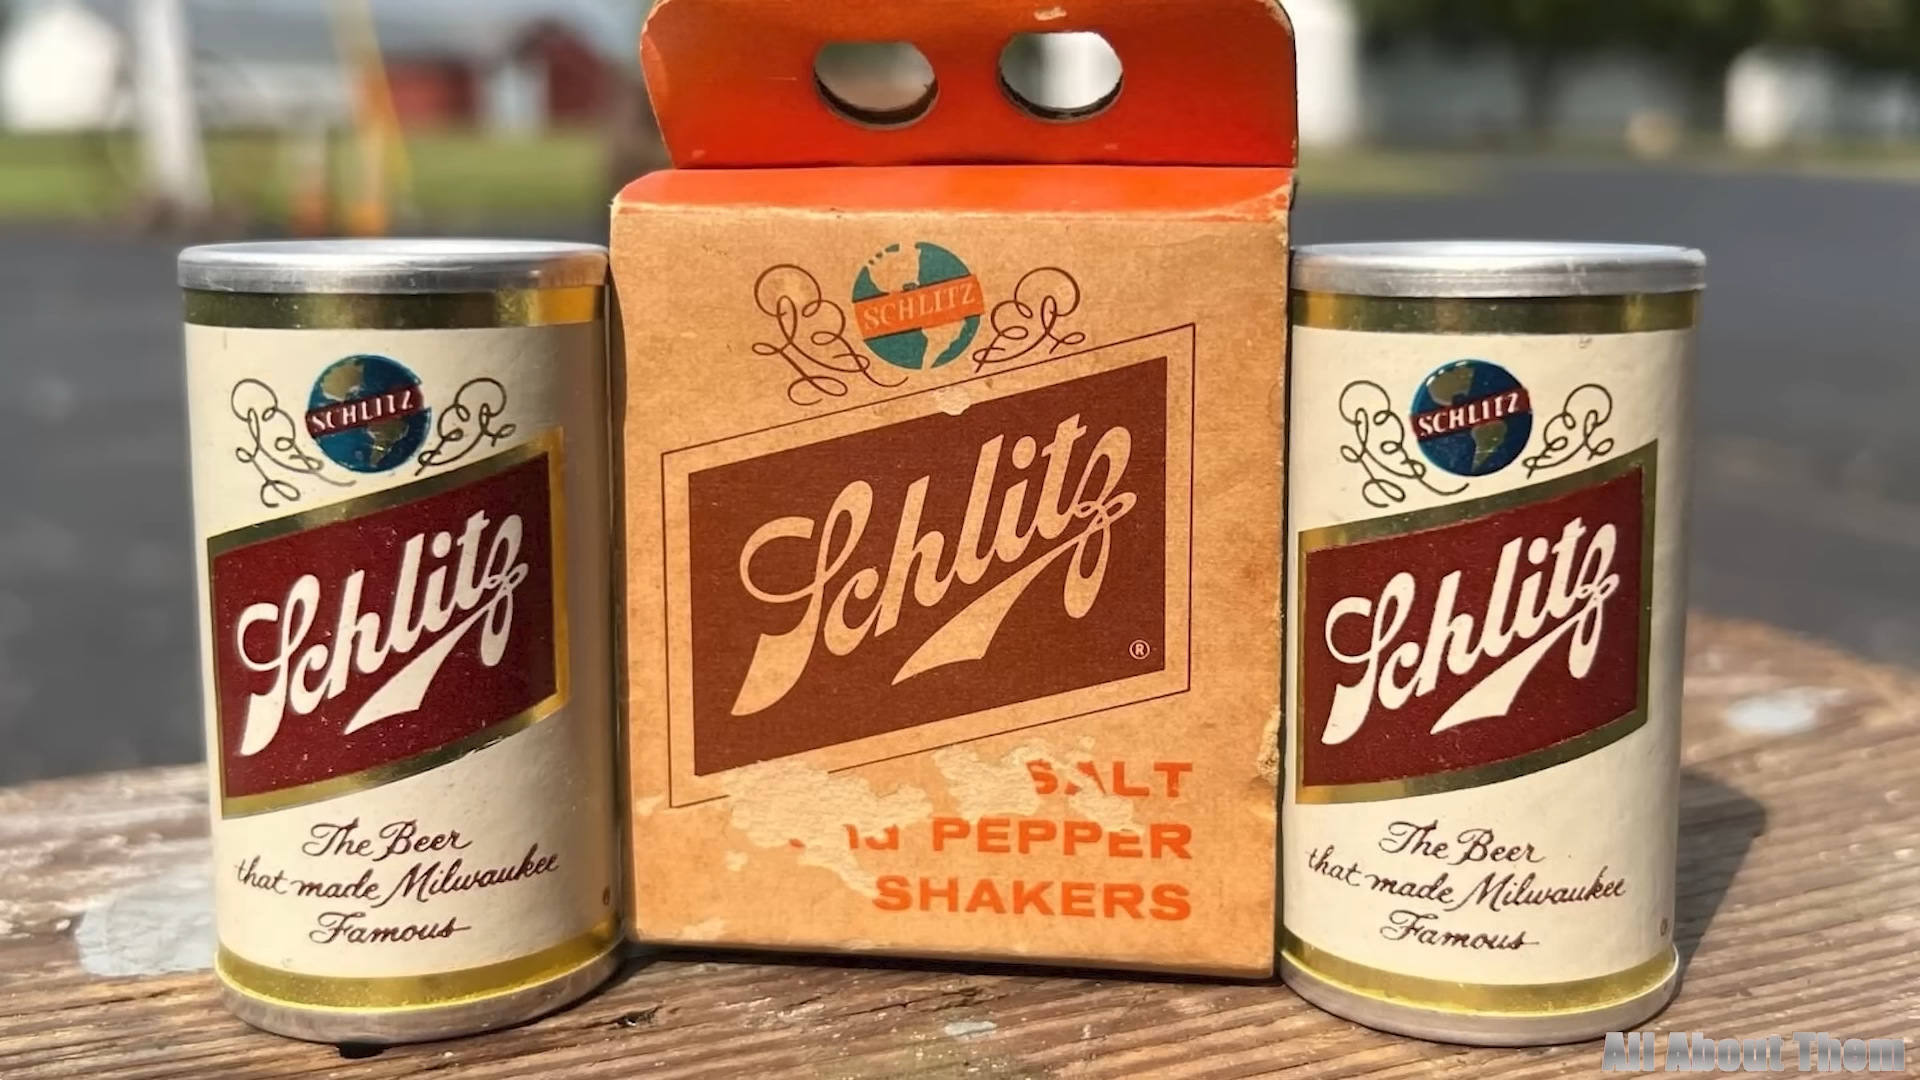 SCHLITZ
Schlitz
The Beer
that made Milwaukee
Famous
SCHLITZ
Schlitz
®
SALT
PEPPER
SHAKERS
SCHLITZ
Schlitz
The Beer
that made Milwaukee
Famous
All About Them